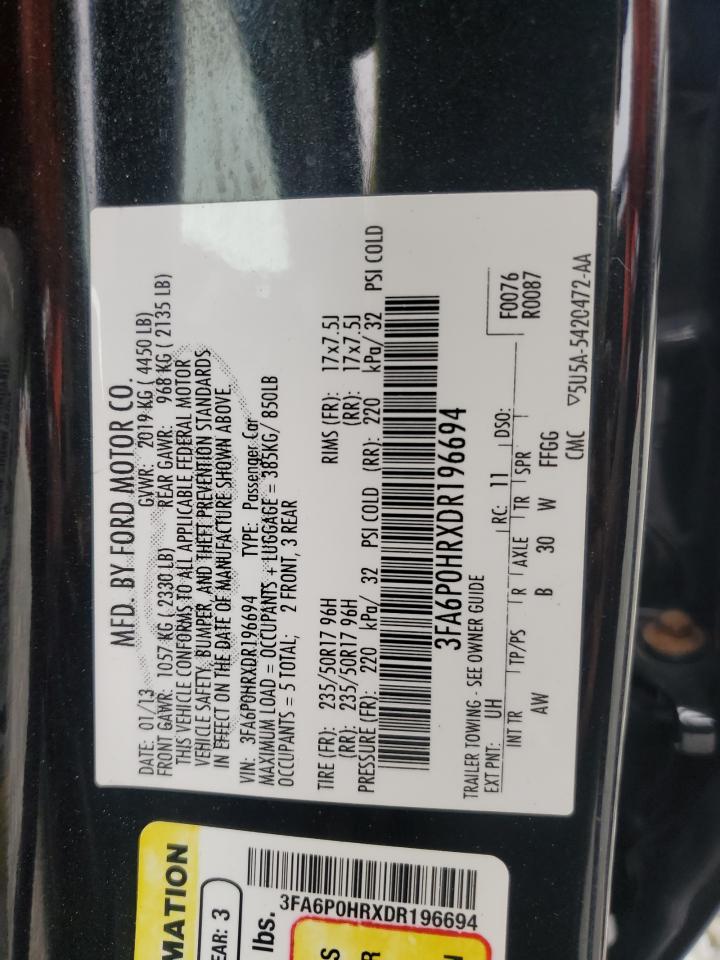 MFD. BY FORD MOTOR CO.
DATE: 01/13 GVWR: 2019 KG ( 4450 LB)
FRONT GAWR: 1057 KG ( 2330 LB) REAR GAWR: 968 KG ( 2135 LB)
THIS VEHICLE CONFORMS TO ALL APPLICABLE FEDERAL MOTOR
VEHICLE SAFETY, BUMPER, AND THEFT PREVENTION STANDARDS
IN EFFECT ON THE DATE OF MANUFACTURE SHOWN ABOVE.
VIN: 3FA6P0HRXDR196694 TYPE: Passenger Car
MAXIMUM LOAD = OCCUPANTS + LUGGAGE = 385KG/ 850LB
OCCUPANTS = 5 TOTAL; 2 FRONT, 3 REAR
TIRE (FR): 235/50R17 96H RIMS (FR): 17x7.5J
(RR): 235/50R17 96H (RR): 17x7.5J
PRESSURE (FR): 220 kPa/ 32 PSI COLD (RR): 220 kPa/ 32 PSI COLD
3FA6P0HRXDR196694
TRAILER TOWING - SEE OWNER GUIDE
EXT PNT: UH RC: 11 DSO: F0076
R0087
INT TR TP/PS R AXLE TR SPR
AW B 30 W FFGG
CMC ▽5U5A-5420472-AA
MATION
EAR: 3
lbs.
3FA6P0HRXDR196694
S
R